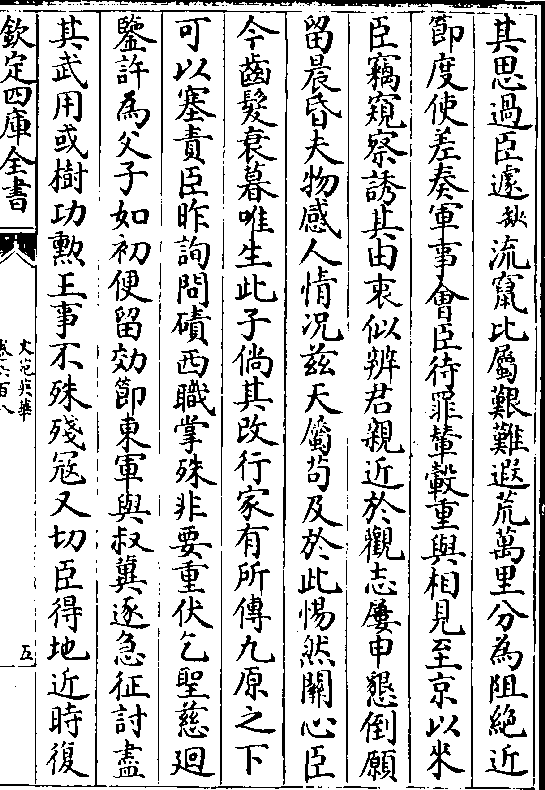 其思過臣遽缺流竄比屬艱難遐荒萬里分為阻絶近
節度使差奏軍事會臣待罪輦轂重與相見至京以來
臣竊窺察誘其由衷似辨君親近於觀志屢申懇倒願
留晨昏夫物感人情況兹天屬茍及於此惕然關心臣
今齒髮衰暮唯生此子倘其改行家有所傳九原之下
可以塞責臣昨詢問磧西職掌殊非要重伏乞聖慈廻
鑒許為父子如初便留効節東軍與叔冀逐急征討盡
其武用或樹功勲王事不殊殘冦又切臣得地近時復
欽定四庫全書
文苑英華
卷六百八
五